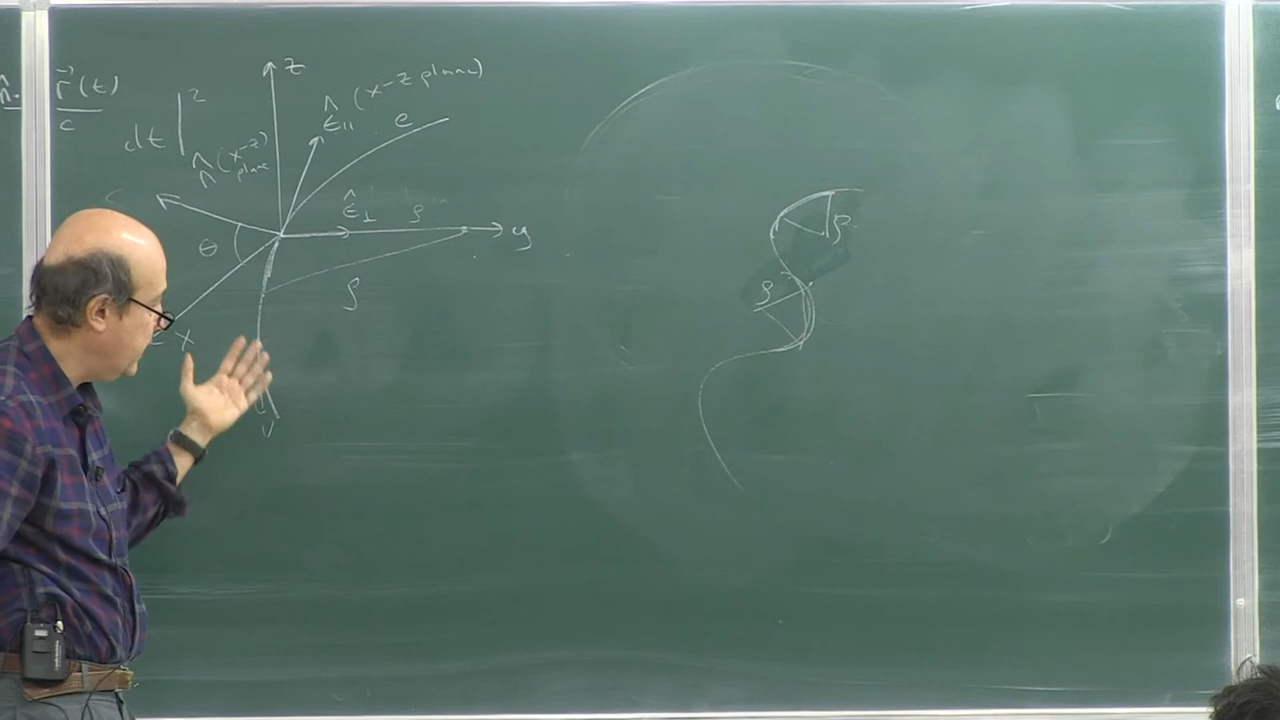 n̂. r⃗(t)
c
dt |²
z
ε̂_∥ (x-z plane)
e
n̂ (x-z plane)
ε̂_⊥
ρ
y
θ
ρ
x
ρ
ρ